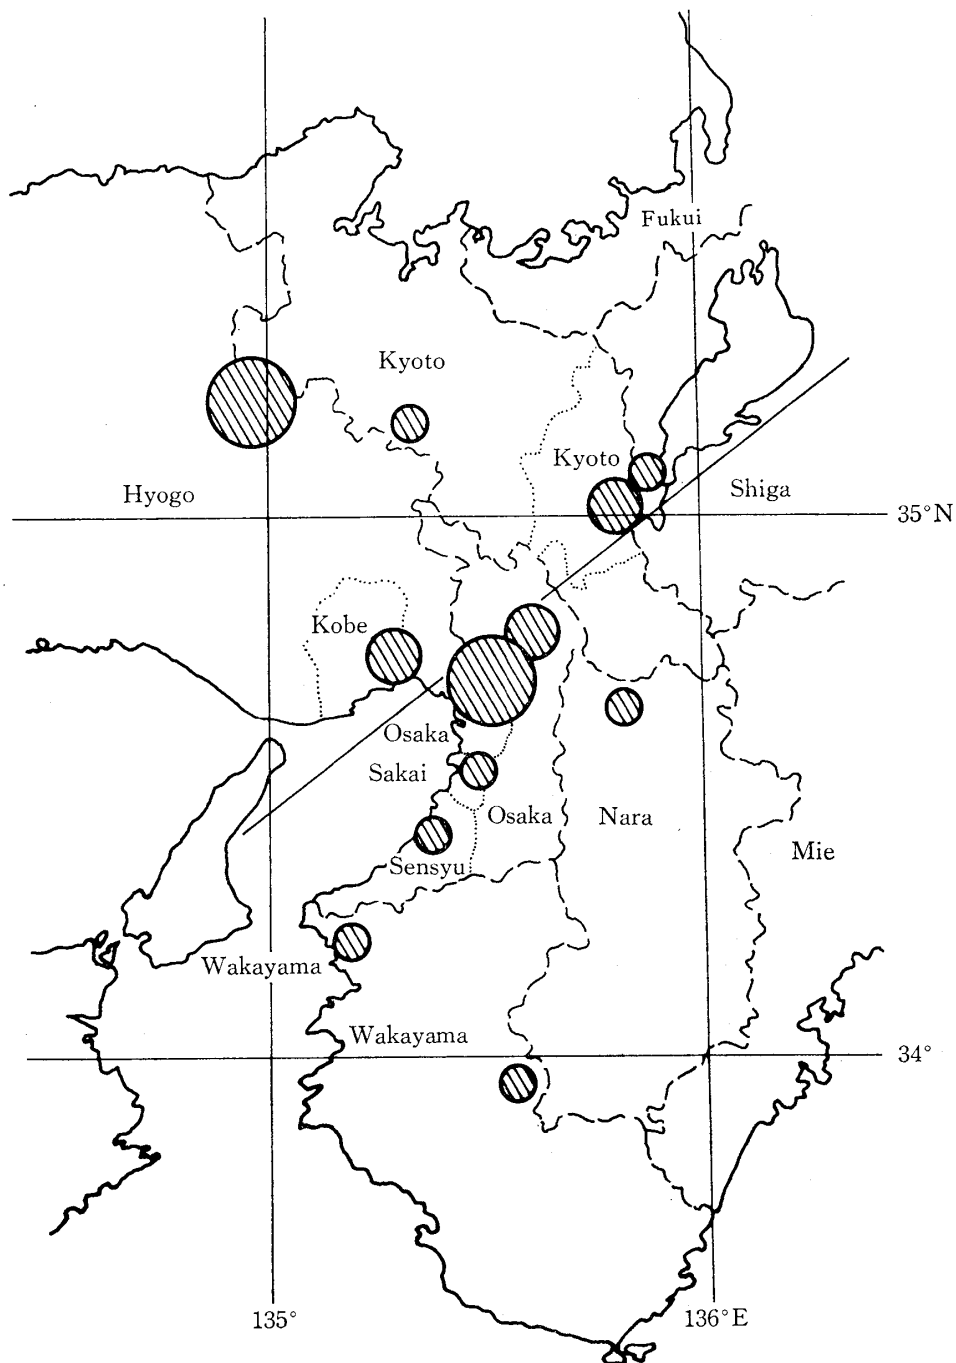 Fukui
Kyoto
Kyoto
Shiga
Hyogo
35°N
Kobe
Osaka
Sakai
Osaka
Nara
Mie
Sensyu
Wakayama
Wakayama
34°
135°
136°E